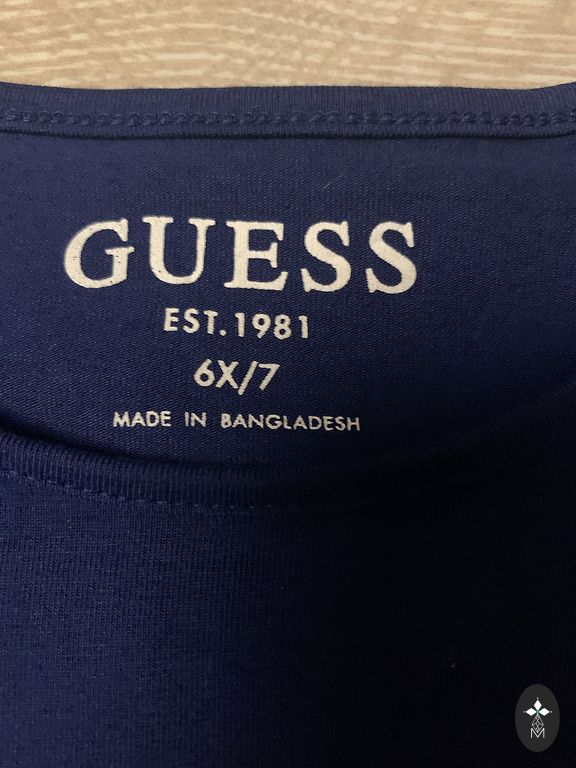 GUESS
EST.1981
6X/7
MADE IN BANGLADESH
M